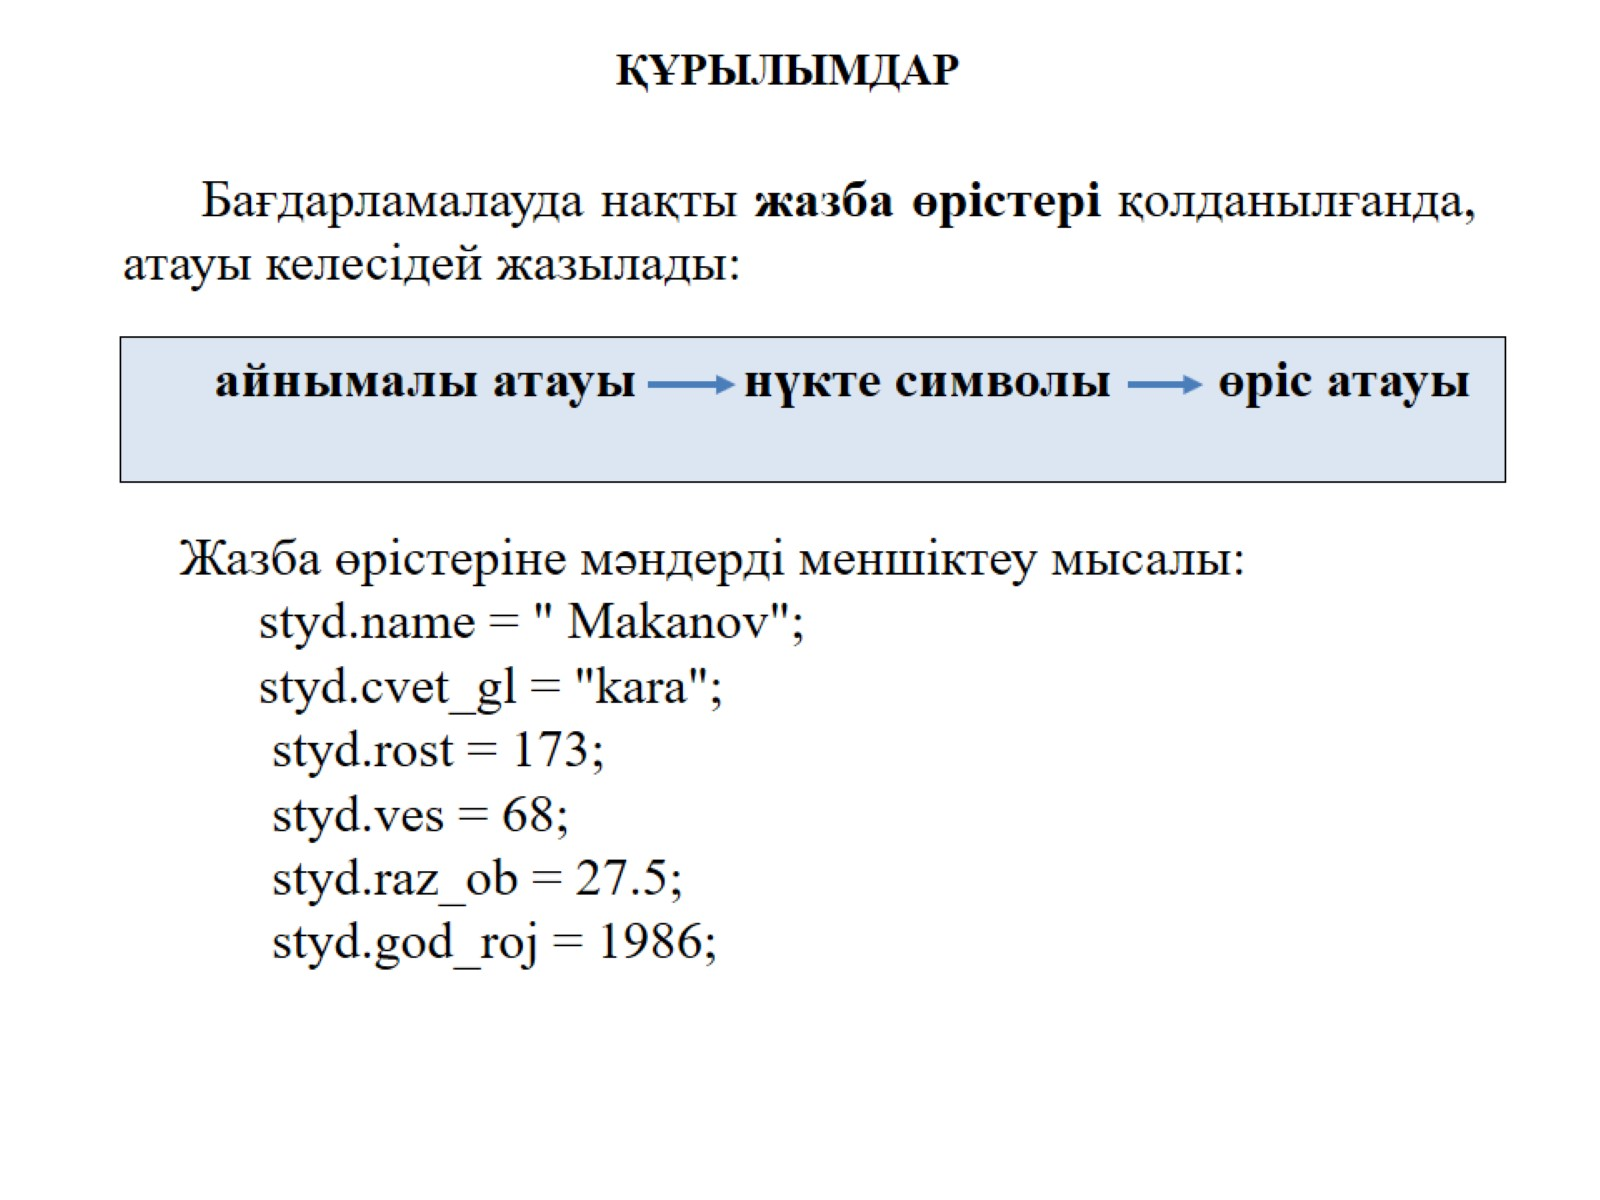 ҚҰРЫЛЫМДАР
Бағдарламалауда нақты жазба өрістері қолданылғанда,
атауы келесідей жазылады:
айнымалы атауы нүкте символы өріс атауы
Жазба өрістеріне мәндерді меншіктеу мысалы:
styd.name = " Makanov";
styd.cvet_gl = "kara";
styd.rost = 173;
styd.ves = 68;
styd.raz_ob = 27.5;
styd.god_roj = 1986;